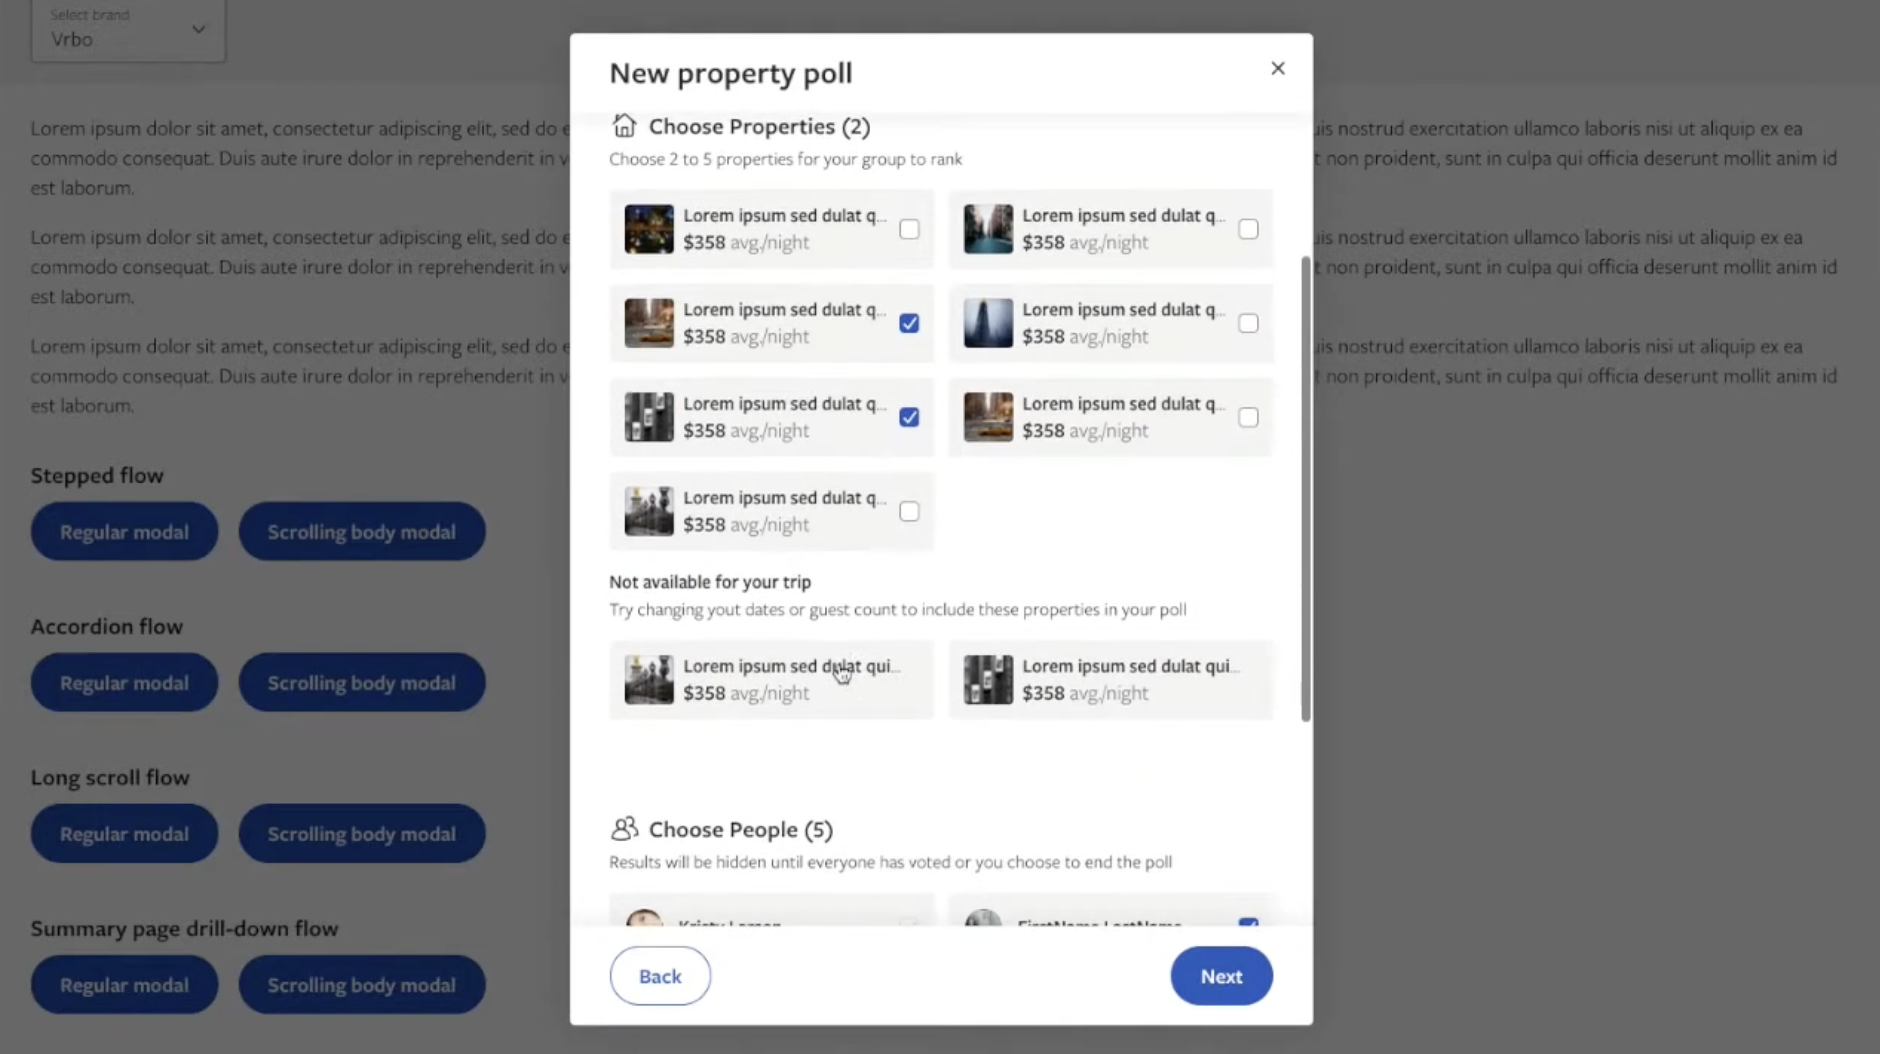 Select brand
Vrbo
New property poll
Choose Properties (2)
Choose 2 to 5 properties for your group to rank
Lorem ipsum dolor sit amet, consectetur adipiscing elit, sed do e
uis nostrud exercitation ullamco laboris nisi ut aliquip ex ea
commodo consequat. Duis aute irure dolor in reprehenderit in v
t non proident, sunt in culpa qui officia deserunt mollit anim id
est laborum.
Lorem ipsum dolor sit amet, consectetur adipiscing elit, sed do e
uis nostrud exercitation ullamco laboris nisi ut aliquip ex ea
commodo consequat. Duis aute irure dolor in reprehenderit in v
t non proident, sunt in culpa qui officia deserunt mollit anim id
est laborum.
Lorem ipsum dolor sit amet, consectetur adipiscing elit, sed do e
uis nostrud exercitation ullamco laboris nisi ut aliquip ex ea
commodo consequat. Duis aute irure dolor in reprehenderit in v
t non proident, sunt in culpa qui officia deserunt mollit anim id
est laborum.
Stepped flow
Regular modal
Scrolling body modal
Accordion flow
Regular modal
Scrolling body modal
Long scroll flow
Regular modal
Scrolling body modal
Summary page drill-down flow
Regular modal
Scrolling body modal
Lorem ipsum sed dulat q...
$358 avg./night
Lorem ipsum sed dulat q...
$358 avg./night
Lorem ipsum sed dulat q...
$358 avg./night
Lorem ipsum sed dulat q...
$358 avg./night
Lorem ipsum sed dulat q...
$358 avg./night
Lorem ipsum sed dulat q...
$358 avg./night
Lorem ipsum sed dulat q...
$358 avg./night
Not available for your trip
Try changing yout dates or guest count to include these properties in your poll
Lorem ipsum sed dulat qui...
$358 avg./night
Lorem ipsum sed dulat qui...
$358 avg./night
Choose People (5)
Results will be hidden until everyone has voted or you choose to end the poll
Kristy Larson
FirstName LastName
Back
Next